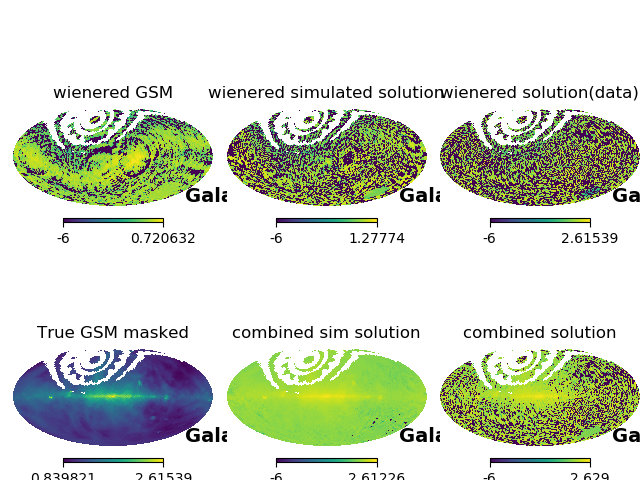 wienered GSM
wienered simulated solution
wienered solution(data)
Gala
Gala
Ga
-6 0.720632
-6 1.27774
-6 2.61539
True GSM masked
combined sim solution
combined solution
Gala
Gala
Ga
0.839821 2.61539
-6 2.61226
-6 2.629